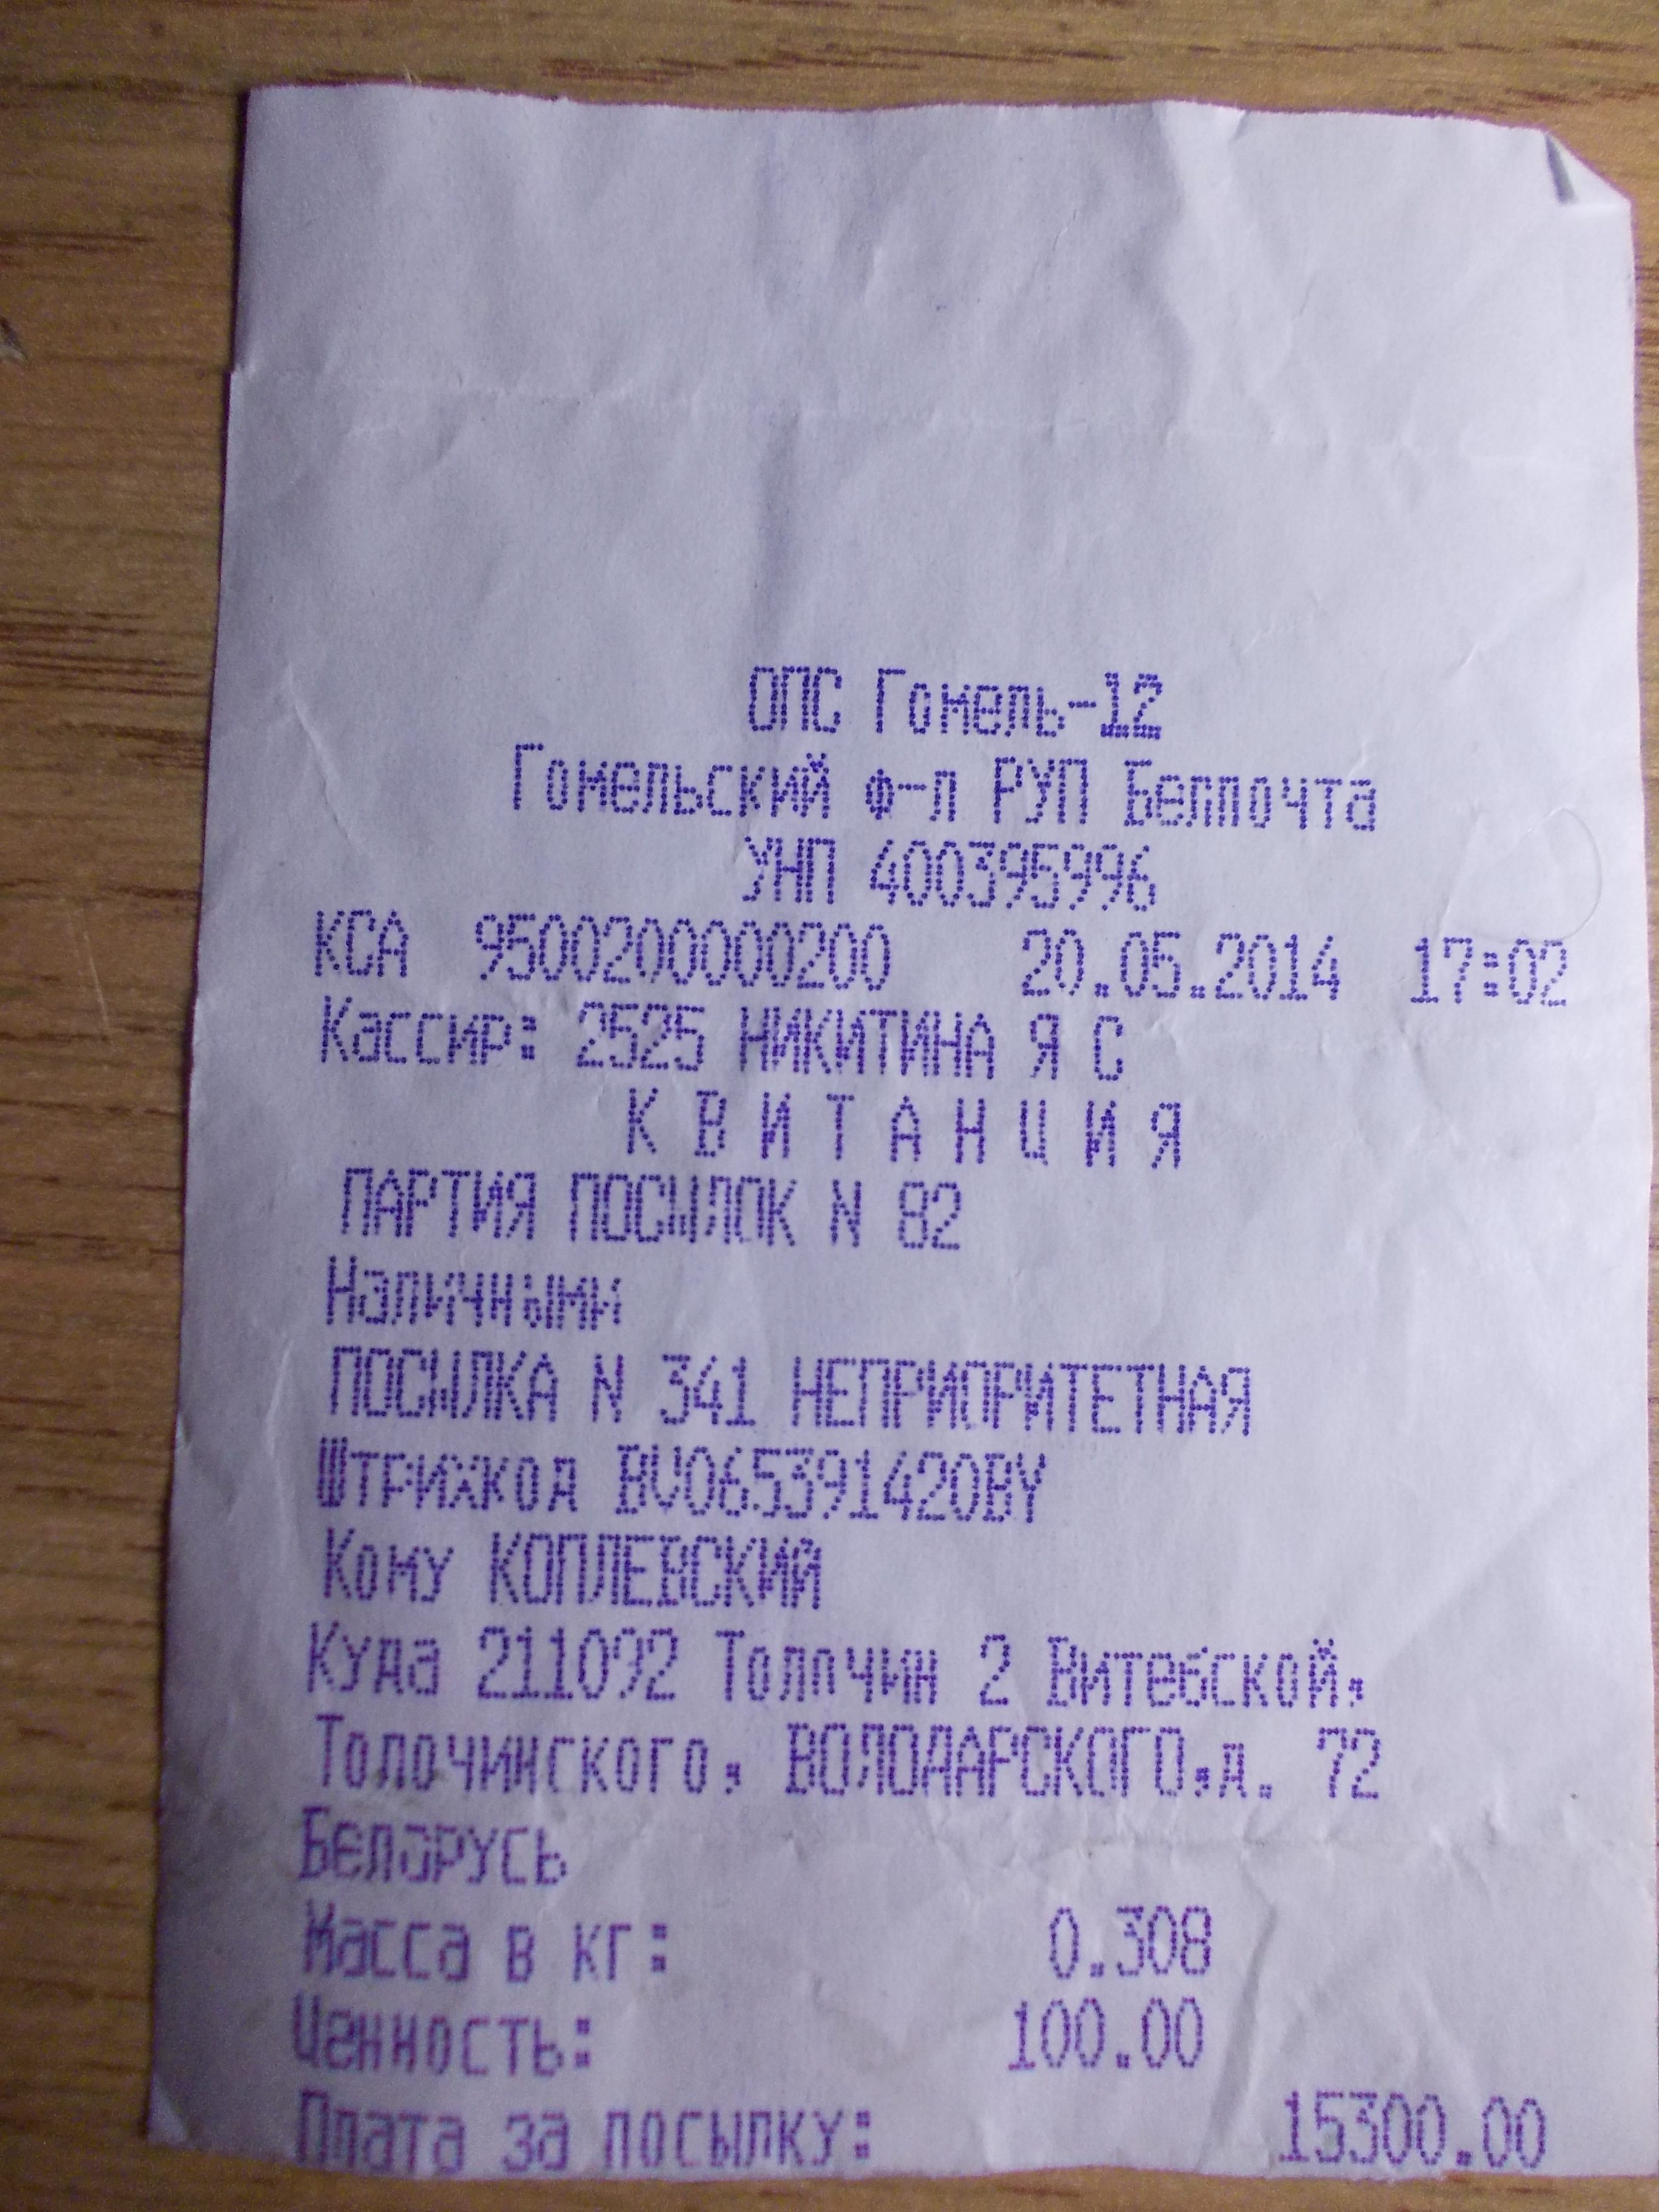 ОПС Гомель-12
Гомельский ф-л РУП Белпочта
УНП 400395996
КСА 950020000200 20.05.2014 17:02
Кассир: 2525 НИКИТИНА Я С
К В И Т А Н Ц И Я
ПАРТИЯ ПОСЫЛОК N 82
Наличными
ПОСЫЛКА N 341 НЕПРИОРИТЕТНАЯ
Штрихкод BV065391420BY
Кому КОПЛЕВСКИЙ
Куда 211092 Толочин 2 Витебской,
Толочинского, ВОЛОДАРСКОГО,д. 72
Беларусь
Масса в кг: 0.308
Ценность: 100.00
Плата за посылку: 15300.00